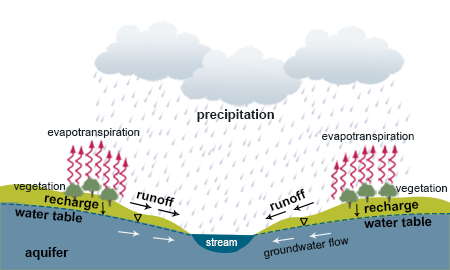 precipitation
evapotranspiration
evapotranspiration
vegetation
vegetation
runoff
runoff
recharge
recharge
water table
water table
stream
groundwater flow
aquifer